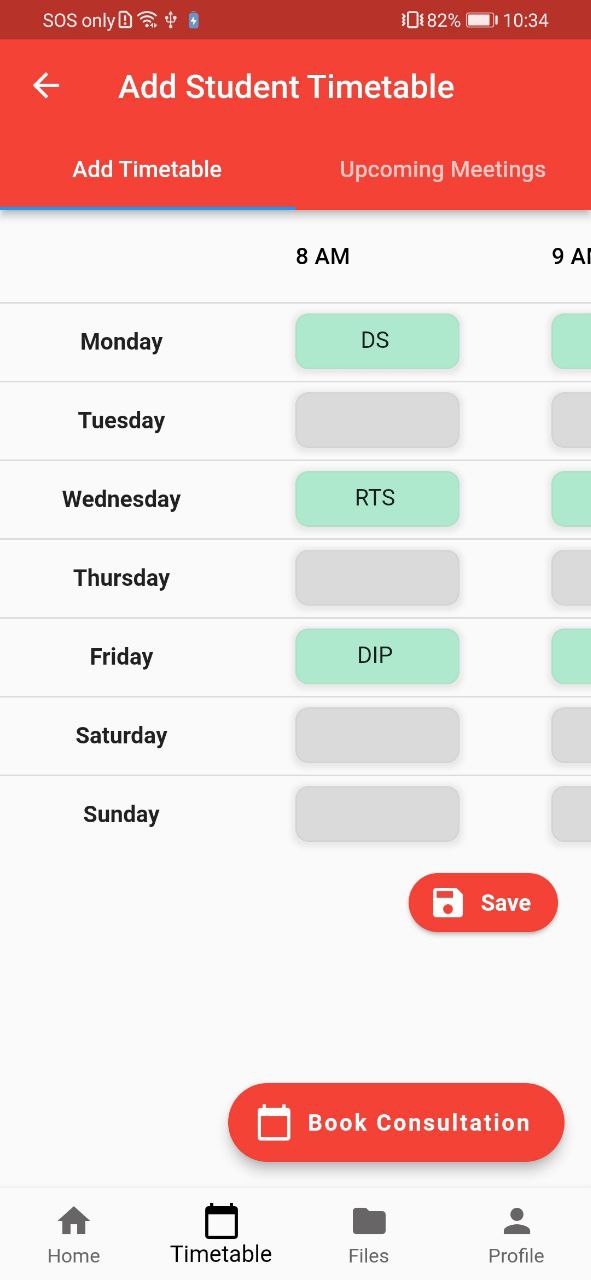 SOS only 82% 10:34
Add Student Timetable
Add Timetable Upcoming Meetings
8 AM 9 A
Monday DS
Tuesday
Wednesday RTS
Thursday
Friday DIP
Saturday
Sunday
Save
Book Consultation
Home Timetable Files Profile